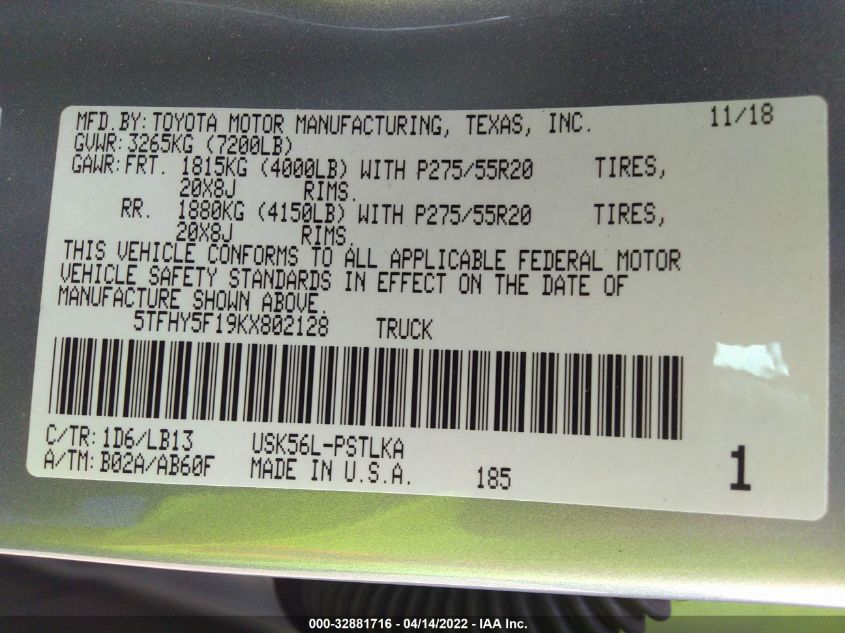 MFD.BY:TOYOTA MOTOR MANUFACTURING, TEXAS, INC. 11/18
GVWR:3265KG (7200LB)
GAWR:FRT. 1815KG (4000LB) WITH P275/55R20 TIRES,
20X8J RIMS.
RR. 1880KG (4150LB) WITH P275/55R20 TIRES,
20X8J RIMS.
THIS VEHICLE CONFORMS TO ALL APPLICABLE FEDERAL MOTOR
VEHICLE SAFETY STANDARDS IN EFFECT ON THE DATE OF
MANUFACTURE SHOWN ABOVE.
5TFHY5F19KX802128 TRUCK
C/TR:1D6/LB13 USK56L-PSTLKA
A/TM:B02A/AB60F MADE IN U.S.A. 185 1
000-32881716 - 04/14/2022 - IAA Inc.